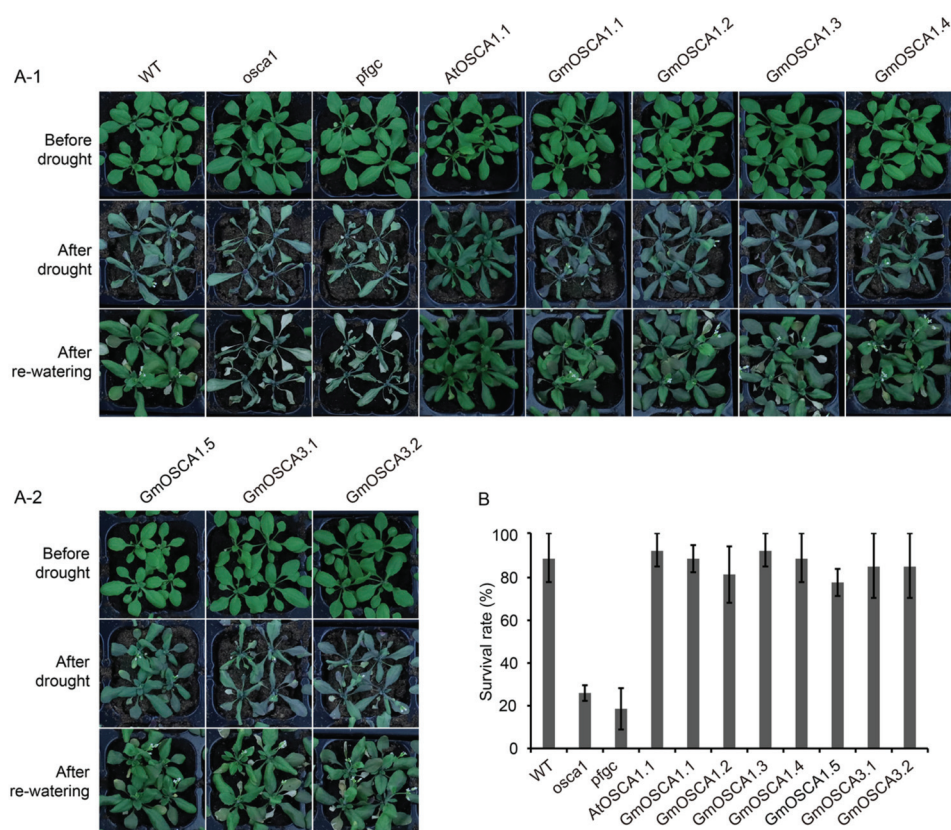 A-1
WT
osca1
pfgc
AtOSCA1.1
GmOSCA1.1
GmOSCA1.2
GmOSCA1.3
GmOSCA1.4
Before
drought
After
drought
After
re-watering
A-2
GmOSCA1.5
GmOSCA3.1
GmOSCA3.2
Before
drought
After
drought
After
re-watering
B
Survival rate (%)
100
80
60
40
20
0
WT
osca1
pfgc
AtOSCA1.1
GmOSCA1.1
GmOSCA1.2
GmOSCA1.3
GmOSCA1.4
GmOSCA1.5
GmOSCA3.1
GmOSCA3.2